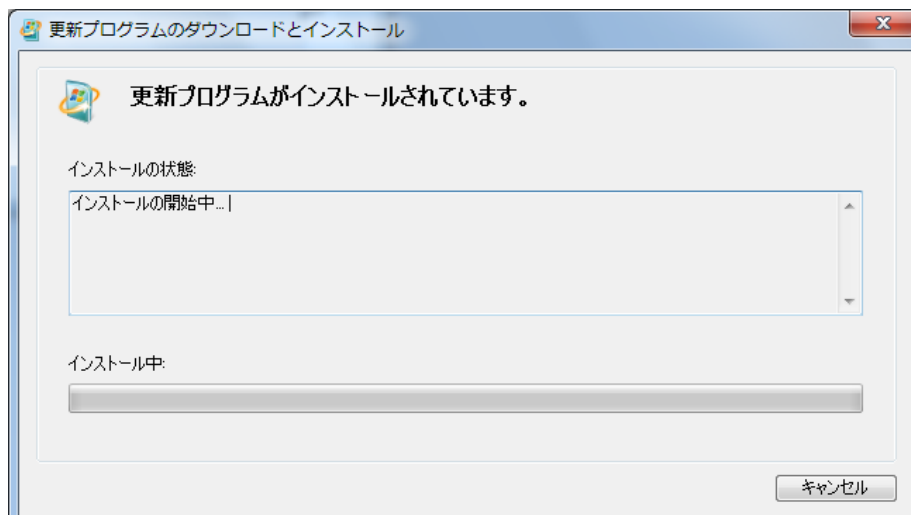 更新プログラムのダウンロードとインストール
更新プログラムがインストールされています。
インストールの状態:
インストールの開始中...
インストール中:
キャンセル